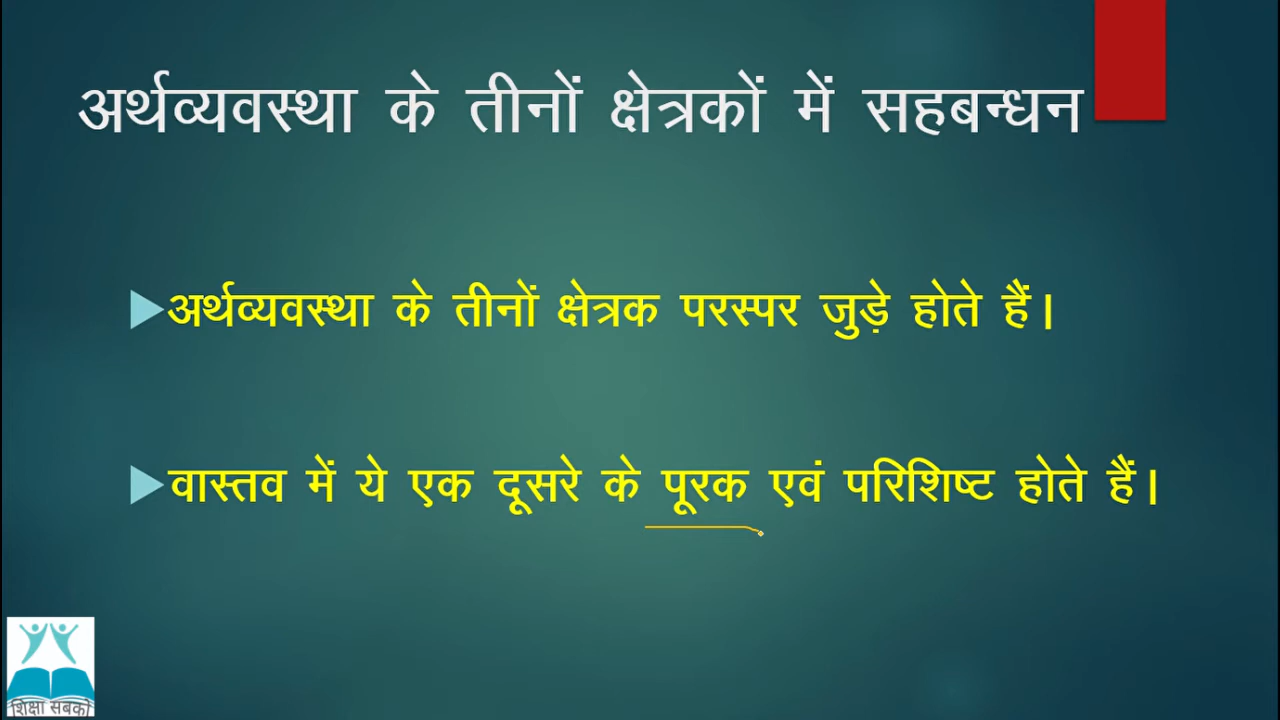 अर्थव्यवस्था के तीनों क्षेत्रकों में सहबन्धन
अर्थव्यवस्था के तीनों क्षेत्रक परस्पर जुड़े होते हैं।
वास्तव में ये एक दूसरे के पूरक एवं परिशिष्ट होते हैं।
शिक्षा सबको